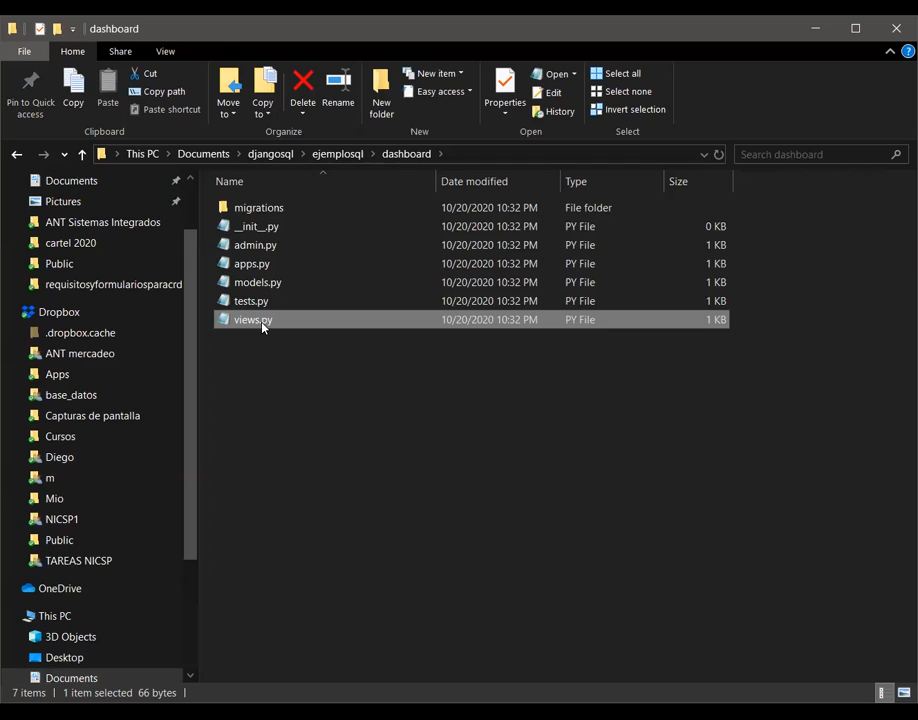 dashboard
File Home Share View
Pin to Quick access
Copy
Paste
Cut
Copy path
Paste shortcut
Clipboard
Move to
Copy to
Delete
Rename
Organize
New folder
New item
Easy access
New
Properties
Open
Edit
History
Open
Select all
Select none
Invert selection
Select
This PC > Documents > djangosql > ejemplosql > dashboard >
Search dashboard
Documents
Pictures
ANT Sistemas Integrados
cartel 2020
Public
requisitosyformulariosparacrd
Dropbox
.dropbox.cache
ANT mercadeo
Apps
base_datos
Capturas de pantalla
Cursos
Diego
m
Mio
NICSP1
Public
TAREAS NICSP
OneDrive
This PC
3D Objects
Desktop
Documents
Name Date modified Type Size
migrations 10/20/2020 10:32 PM File folder
__init__.py 10/20/2020 10:32 PM PY File 0 KB
admin.py 10/20/2020 10:32 PM PY File 1 KB
apps.py 10/20/2020 10:32 PM PY File 1 KB
models.py 10/20/2020 10:32 PM PY File 1 KB
tests.py 10/20/2020 10:32 PM PY File 1 KB
views.py 10/20/2020 10:32 PM PY File 1 KB
7 items | 1 item selected 66 bytes |